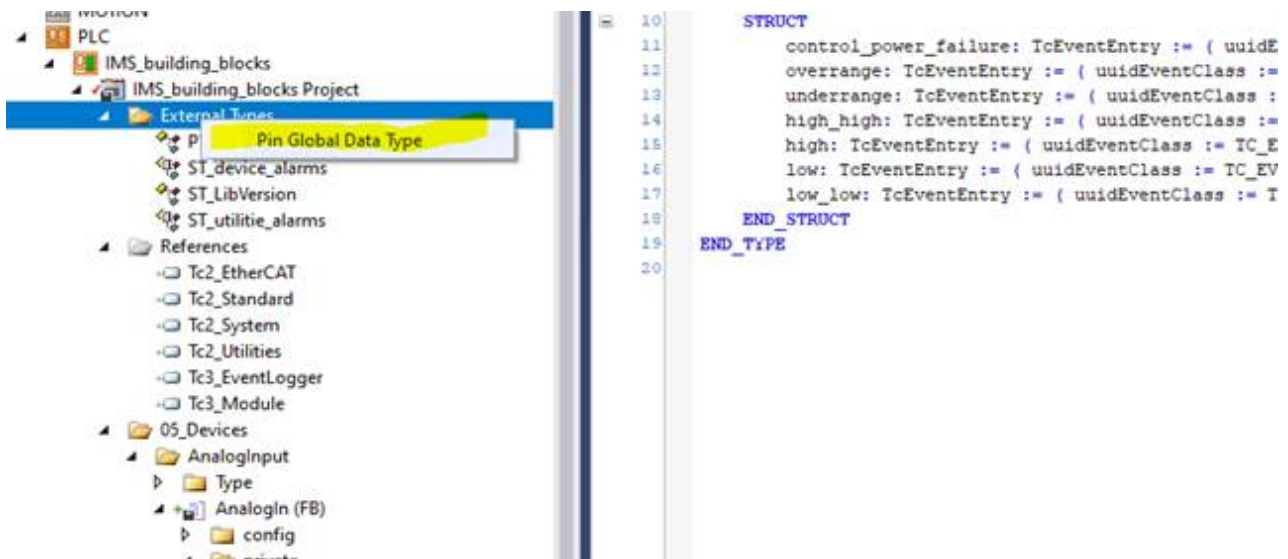 MOTION
PLC
IMS_building_blocks
IMS_building_blocks Project
External Types
P
Pin Global Data Type
ST_device_alarms
ST_LibVersion
ST_utilitie_alarms
References
Tc2_EtherCAT
Tc2_Standard
Tc2_System
Tc2_Utilities
Tc3_EventLogger
Tc3_Module
05_Devices
AnalogInput
Type
AnalogIn (FB)
config
private
10 STRUCT
11 control_power_failure: TcEventEntry := ( uuidE
12 overrange: TcEventEntry := ( uuidEventClass :=
13 underrange: TcEventEntry := ( uuidEventClass :
14 high_high: TcEventEntry := ( uuidEventClass :=
15 high: TcEventEntry := ( uuidEventClass := TC_E
16 low: TcEventEntry := ( uuidEventClass := TC_EV
17 low_low: TcEventEntry := ( uuidEventClass := T
18 END_STRUCT
19 END_TYPE
20